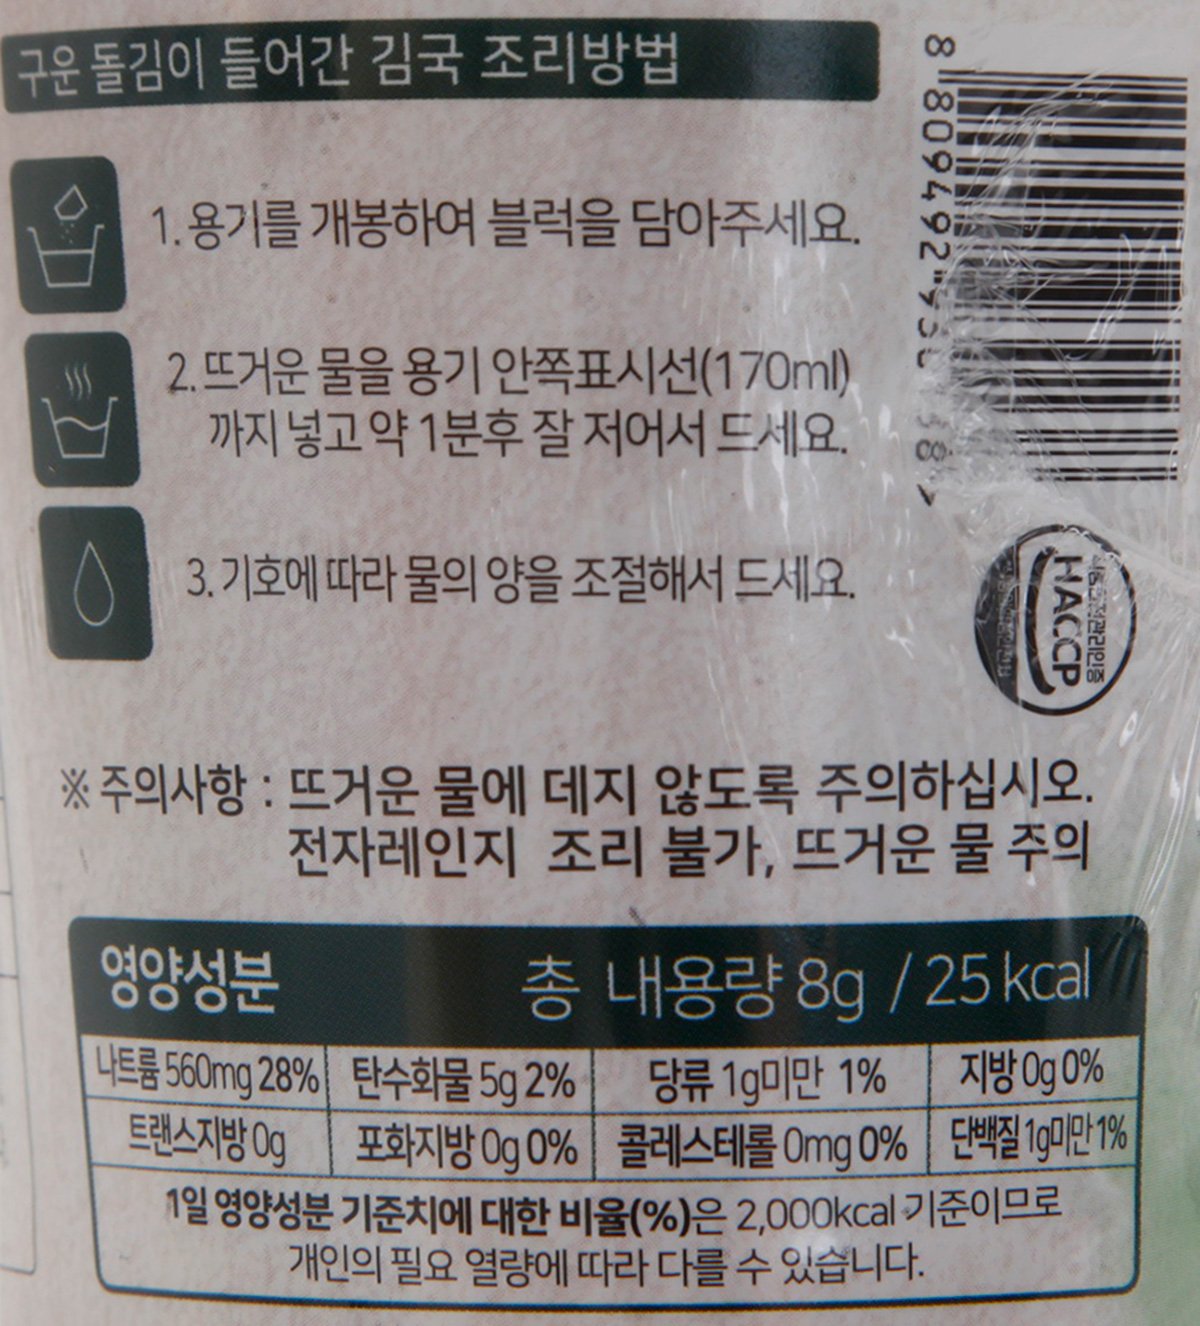 구운 돌김이 들어간 김국 조리방법
1. 용기를 개봉하여 블럭을 담아주세요.
2. 뜨거운 물을 용기 안쪽표시선(170ml)
까지 넣고 약 1분후 잘 저어서 드세요.
3. 기호에 따라 물의 양을 조절해서 드세요.
8 809492
HACCP
※ 주의사항 : 뜨거운 물에 데지 않도록 주의하십시오.
전자레인지 조리 불가, 뜨거운 물 주의
영양성분 총 내용량 8g / 25 kcal
나트륨 560mg 28% 탄수화물 5g 2% 당류 1g미만 1% 지방 0g 0%
트랜스지방 0g 포화지방 0g 0% 콜레스테롤 0mg 0% 단백질 1g미만 1%
1일 영양성분 기준치에 대한 비율(%)은 2,000kcal 기준이므로
개인의 필요 열량에 따라 다를 수 있습니다.